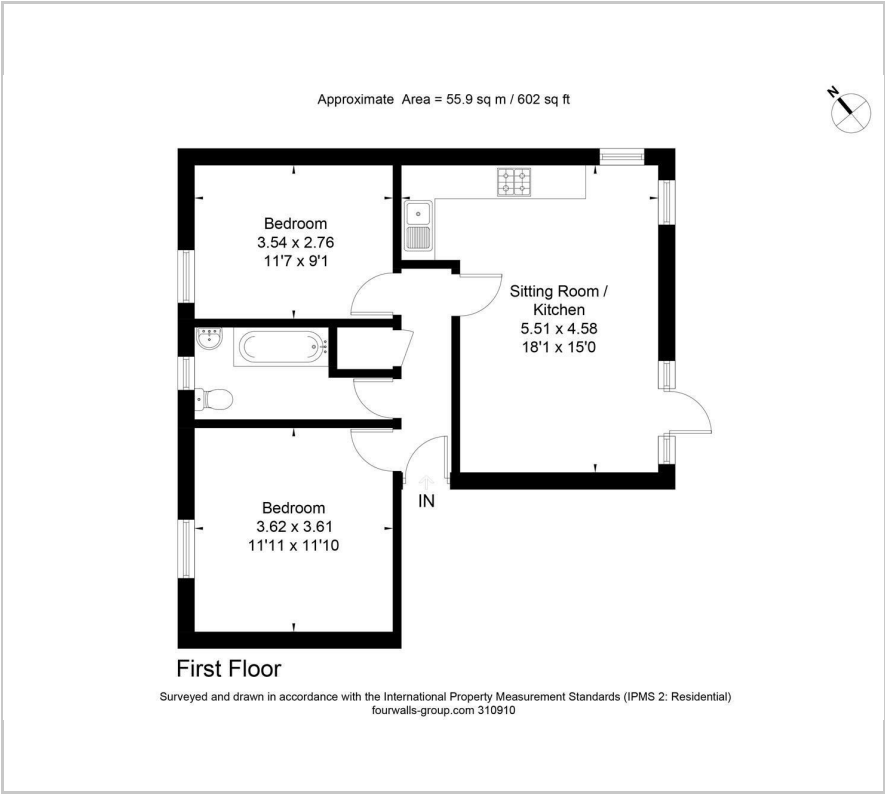 Approximate Area = 55.9 sq m / 602 sq ft
N
Bedroom
3.54 x 2.76
11'7 x 9'1
Sitting Room /
Kitchen
5.51 x 4.58
18'1 x 15'0
Bedroom
3.62 x 3.61
11'11 x 11'10
IN
First Floor
Surveyed and drawn in accordance with the International Property Measurement Standards (IPMS 2: Residential)
fourwalls-group.com 310910